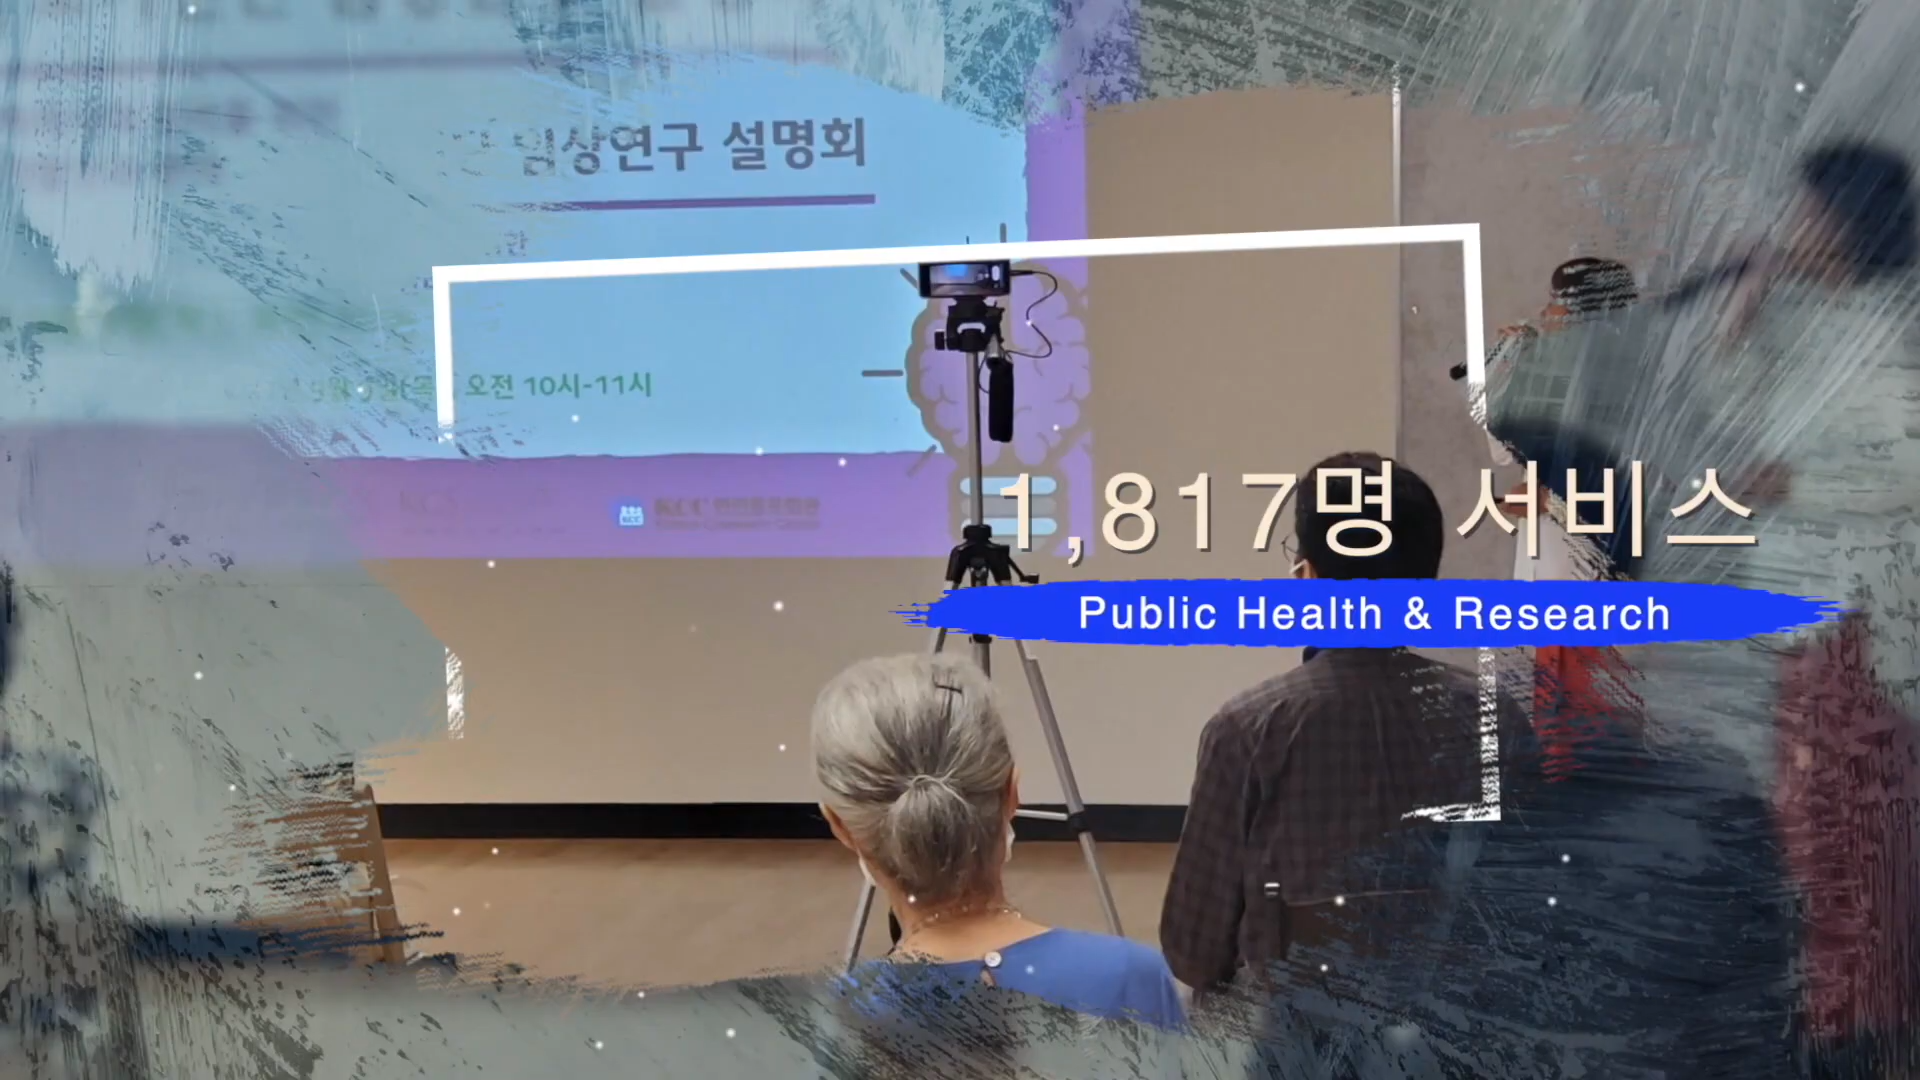 임상연구 설명회
오전 10시-11시
KCC
1,817명 서비스
Public Health & Research